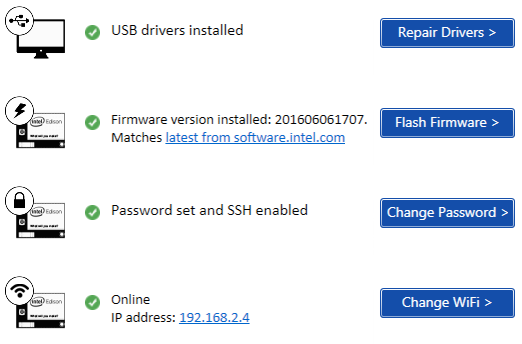 USB drivers installed
Repair Drivers >
Firmware version installed: 201606061707.
Matches latest from software.intel.com
Flash Firmware >
intel Edison
Password set and SSH enabled
Change Password >
intel Edison
Online
IP address: 192.168.2.4
Change WiFi >
intel Edison